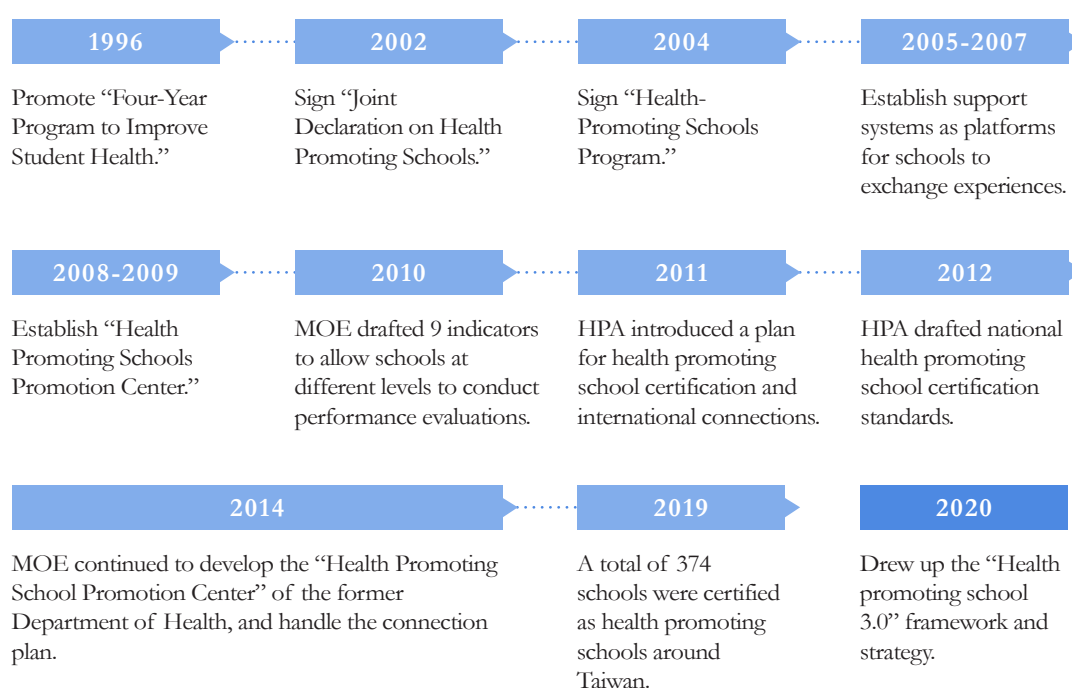 1996
Promote “Four-Year
Program to Improve
Student Health.”
2002
Sign “Joint
Declaration on Health
Promoting Schools.”
2004
Sign “Health-
Promoting Schools
Program.”
2005-2007
Establish support
systems as platforms
for schools to
exchange experiences.
2008-2009
Establish “Health
Promoting Schools
Promotion Center.”
2010
MOE drafted 9 indicators
to allow schools at
different levels to conduct
performance evaluations.
2011
HPA introduced a plan
for health promoting
school certification and
international connections.
2012
HPA drafted national
health promoting
school certification
standards.
2014
MOE continued to develop the “Health Promoting
School Promotion Center” of the former
Department of Health, and handle the connection
plan.
2019
A total of 374
schools were certified
as health promoting
schools around
Taiwan.
2020
Drew up the “Health
promoting school
3.0” framework and
strategy.